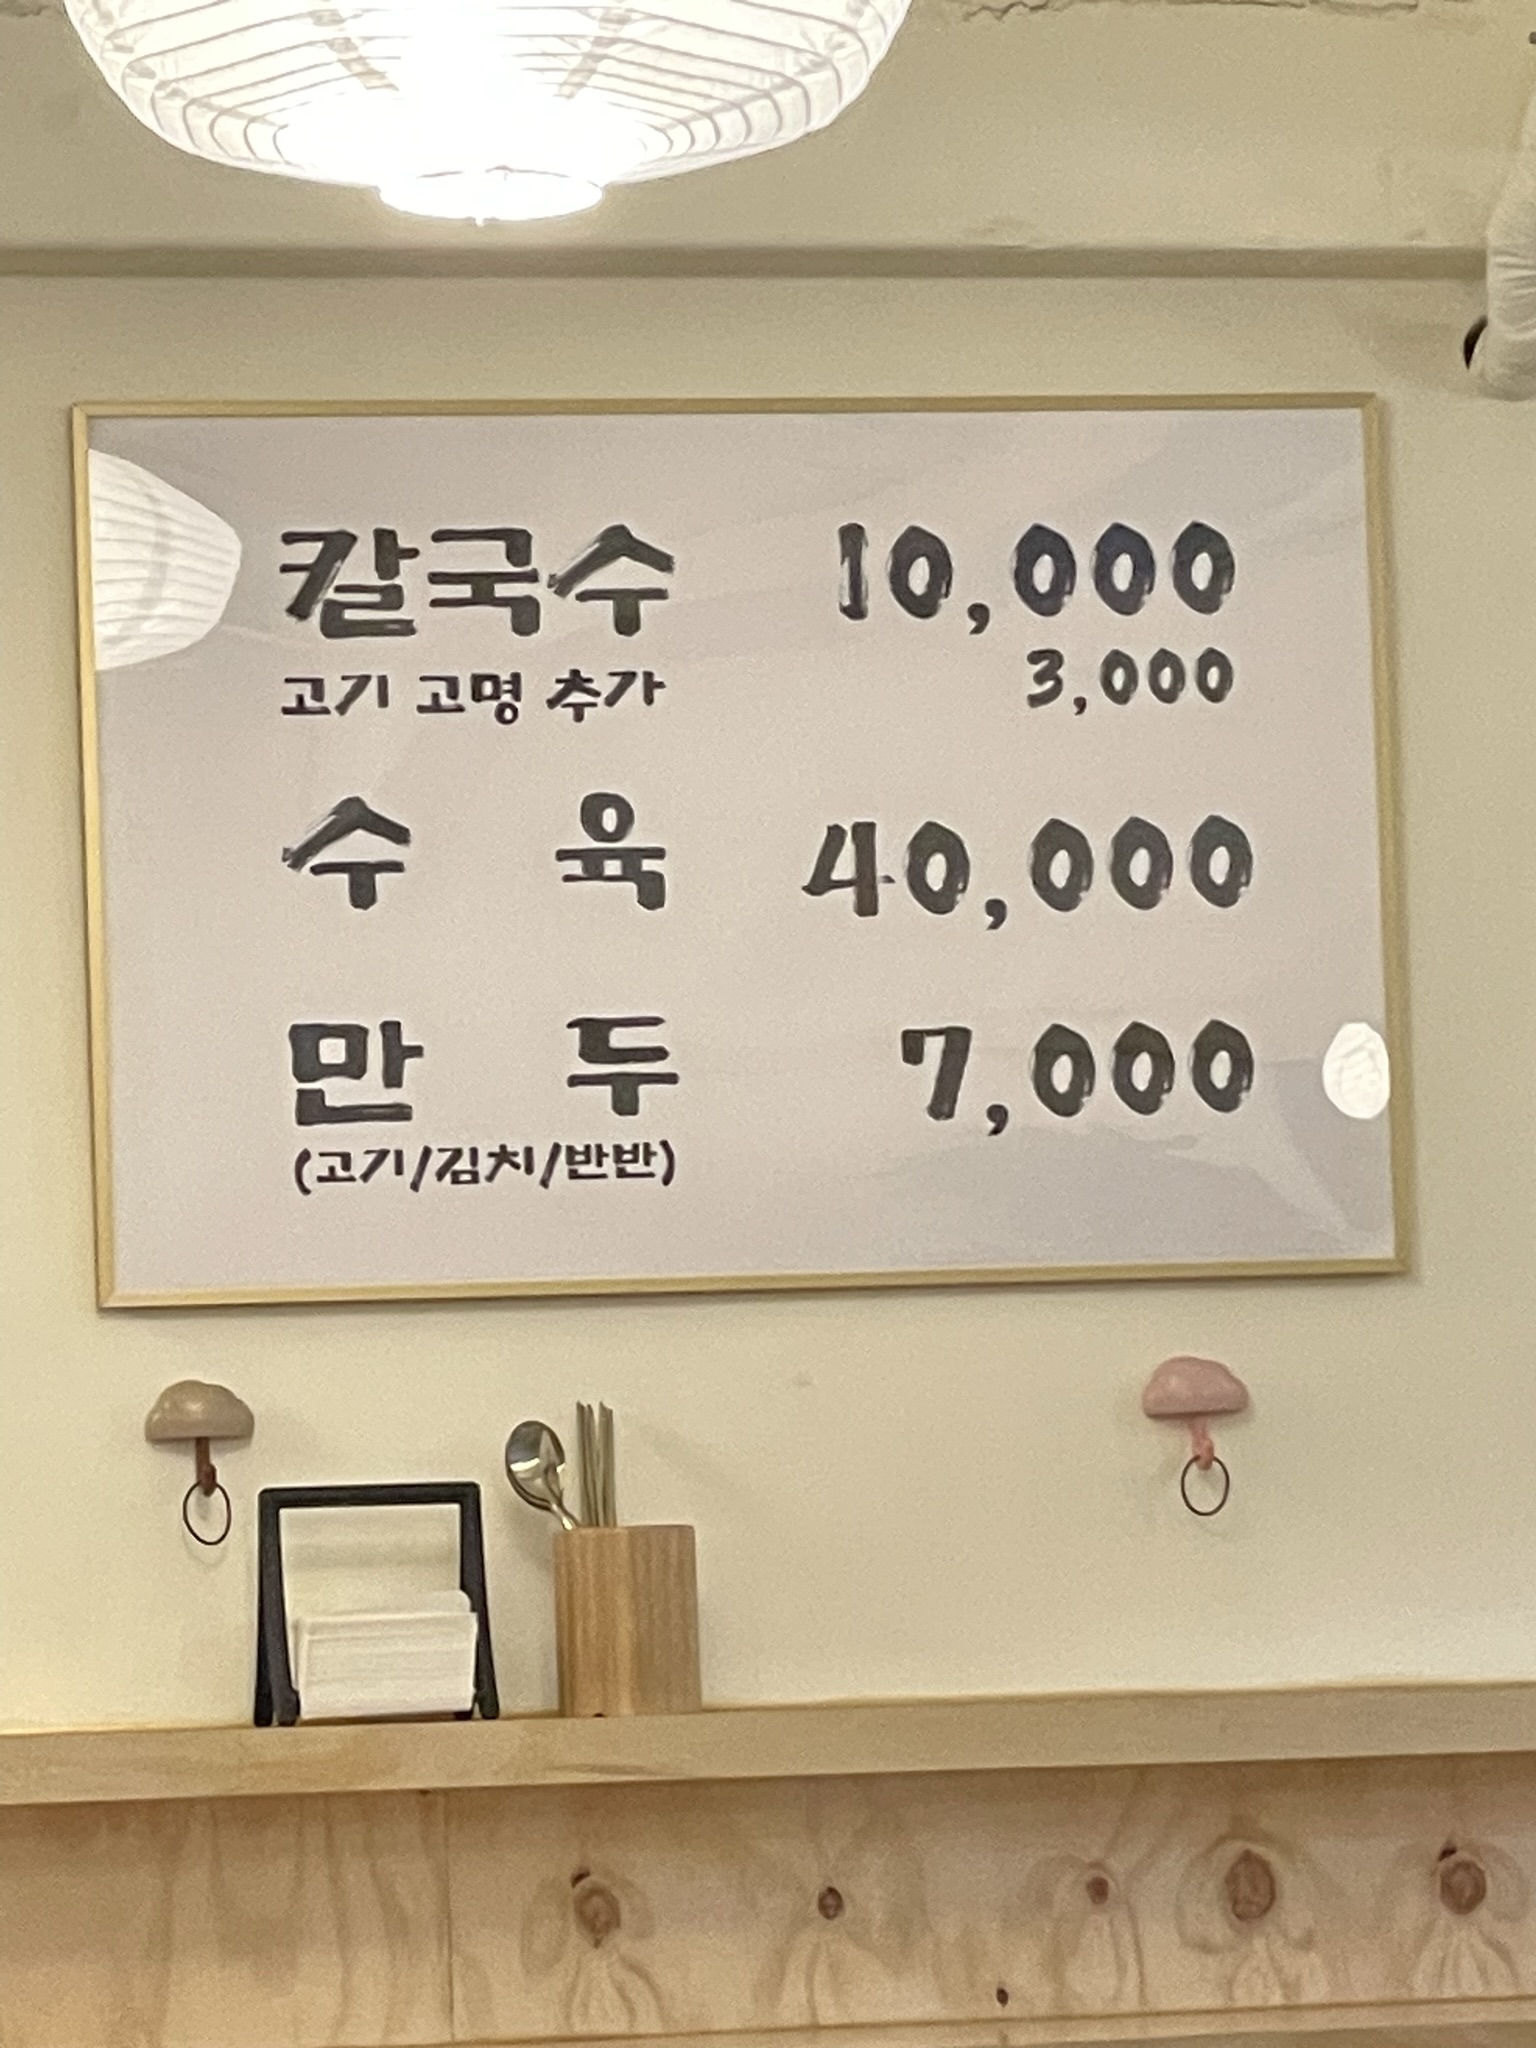 칼국수 10,000
고기 고명 추가 3,000
수 육 40,000
만 두 7,000
(고기/김치/반반)